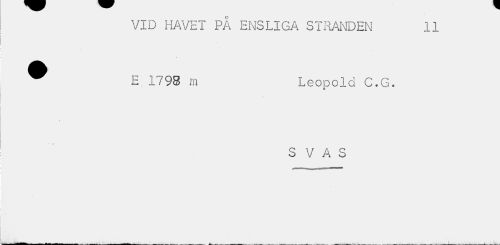 VID HAVET PÅ ENSLIGA STRANDEN 11
E 1798 m Leopold C.G.
S V A S